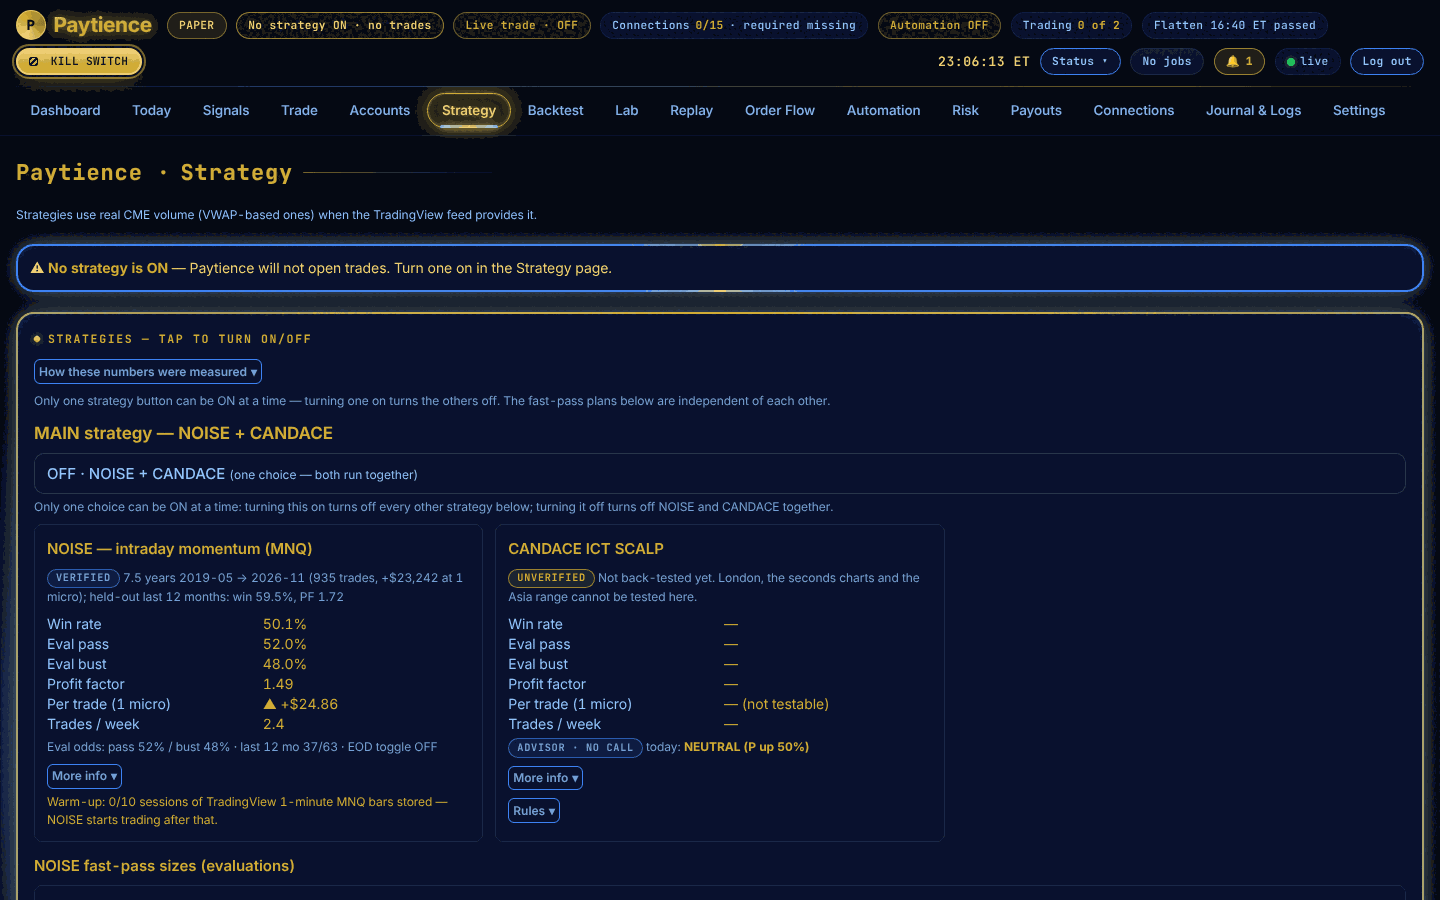 P Paytience PAPER No strategy ON · no trades Live trade · OFF Connections 0/15 · required missing Automation OFF Trading 0 of 2 Flatten 16:40 ET passed
KILL SWITCH 23:06:13 ET Status ▾ No jobs 🔔 1 live Log out
Dashboard Today Signals Trade Accounts Strategy Backtest Lab Replay Order Flow Automation Risk Payouts Connections Journal & Logs Settings
Paytience · Strategy
Strategies use real CME volume (VWAP-based ones) when the TradingView feed provides it.
⚠ No strategy is ON — Paytience will not open trades. Turn one on in the Strategy page.
STRATEGIES — TAP TO TURN ON/OFF
How these numbers were measured ▾
Only one strategy button can be ON at a time — turning one on turns the others off. The fast-pass plans below are independent of each other.
MAIN strategy — NOISE + CANDACE
OFF · NOISE + CANDACE (one choice — both run together)
Only one choice can be ON at a time: turning this on turns off every other strategy below; turning it off turns off NOISE and CANDACE together.
NOISE — intraday momentum (MNQ)
VERIFIED 7.5 years 2019-05 → 2026-11 (935 trades, +$23,242 at 1
micro); held-out last 12 months: win 59.5%, PF 1.72
Win rate 50.1%
Eval pass 52.0%
Eval bust 48.0%
Profit factor 1.49
Per trade (1 micro) ▲ +$24.86
Trades / week 2.4
Eval odds: pass 52% / bust 48% · last 12 mo 37/63 · EOD toggle OFF
More info ▾
Warm-up: 0/10 sessions of TradingView 1-minute MNQ bars stored —
NOISE starts trading after that.
CANDACE ICT SCALP
UNVERIFIED Not back-tested yet. London, the seconds charts and the
Asia range cannot be tested here.
Win rate —
Eval pass —
Eval bust —
Profit factor —
Per trade (1 micro) — (not testable)
Trades / week —
ADVISOR · NO CALL today: NEUTRAL (P up 50%)
More info ▾
Rules ▾
NOISE fast-pass sizes (evaluations)